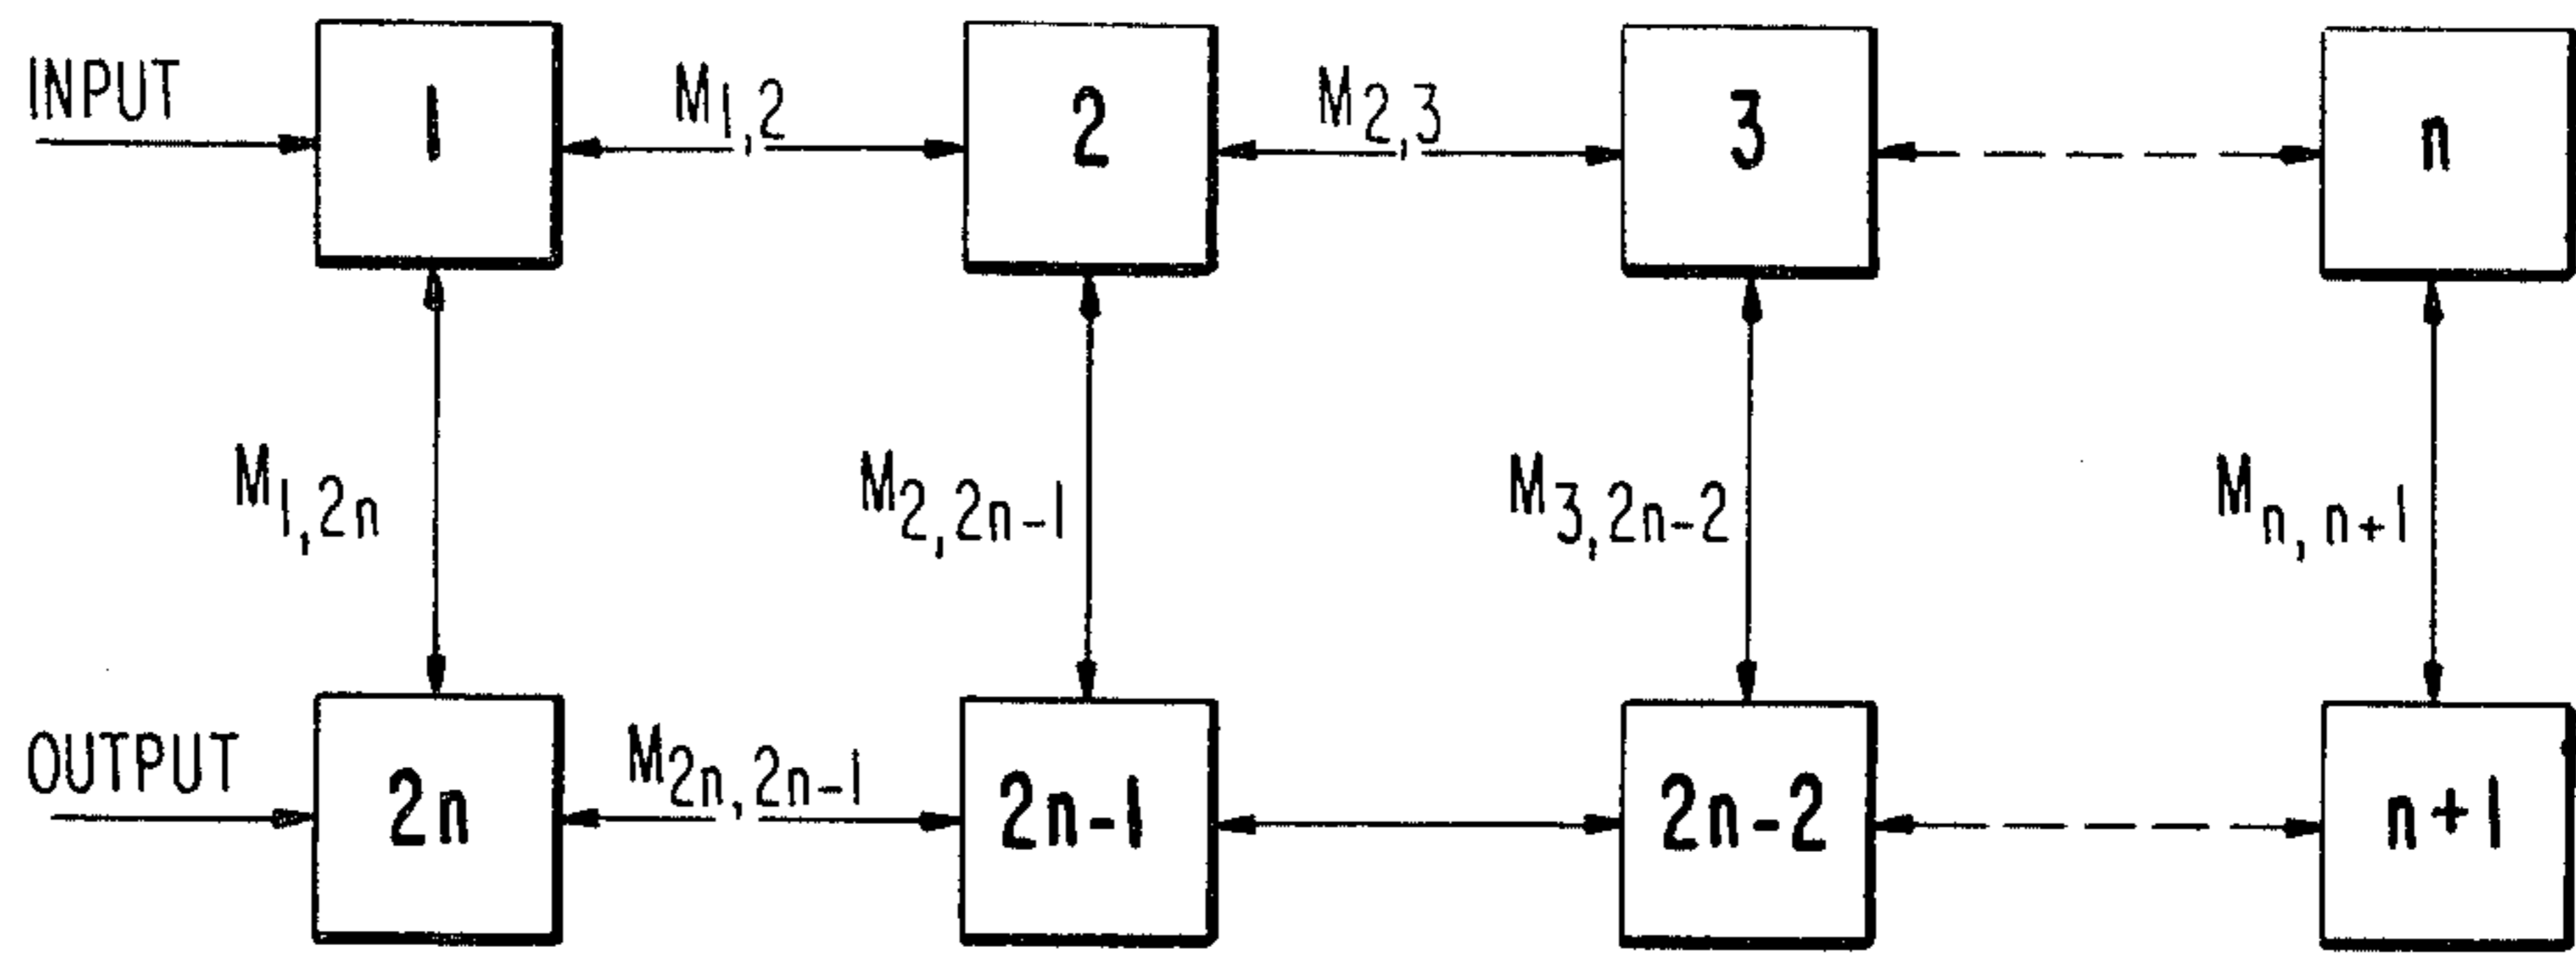 INPUT
1
M1,2
2
M2,3
3
n
M1,2n
M2,2n-1
M3,2n-2
Mn,n+1
OUTPUT
2n
M2n,2n-1
2n-1
2n-2
n+1